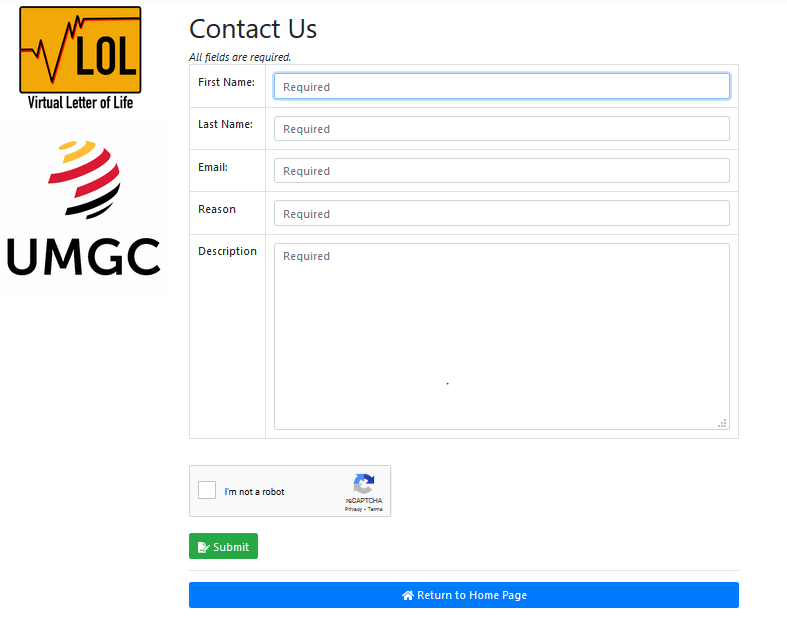 LOL
Virtual Letter of Life
UMGC
Contact Us
All fields are required.
First Name:
Required
Last Name:
Required
Email:
Required
Reason
Required
Description
Required
I'm not a robot
reCAPTCHA
Privacy - Terms
Submit
Return to Home Page